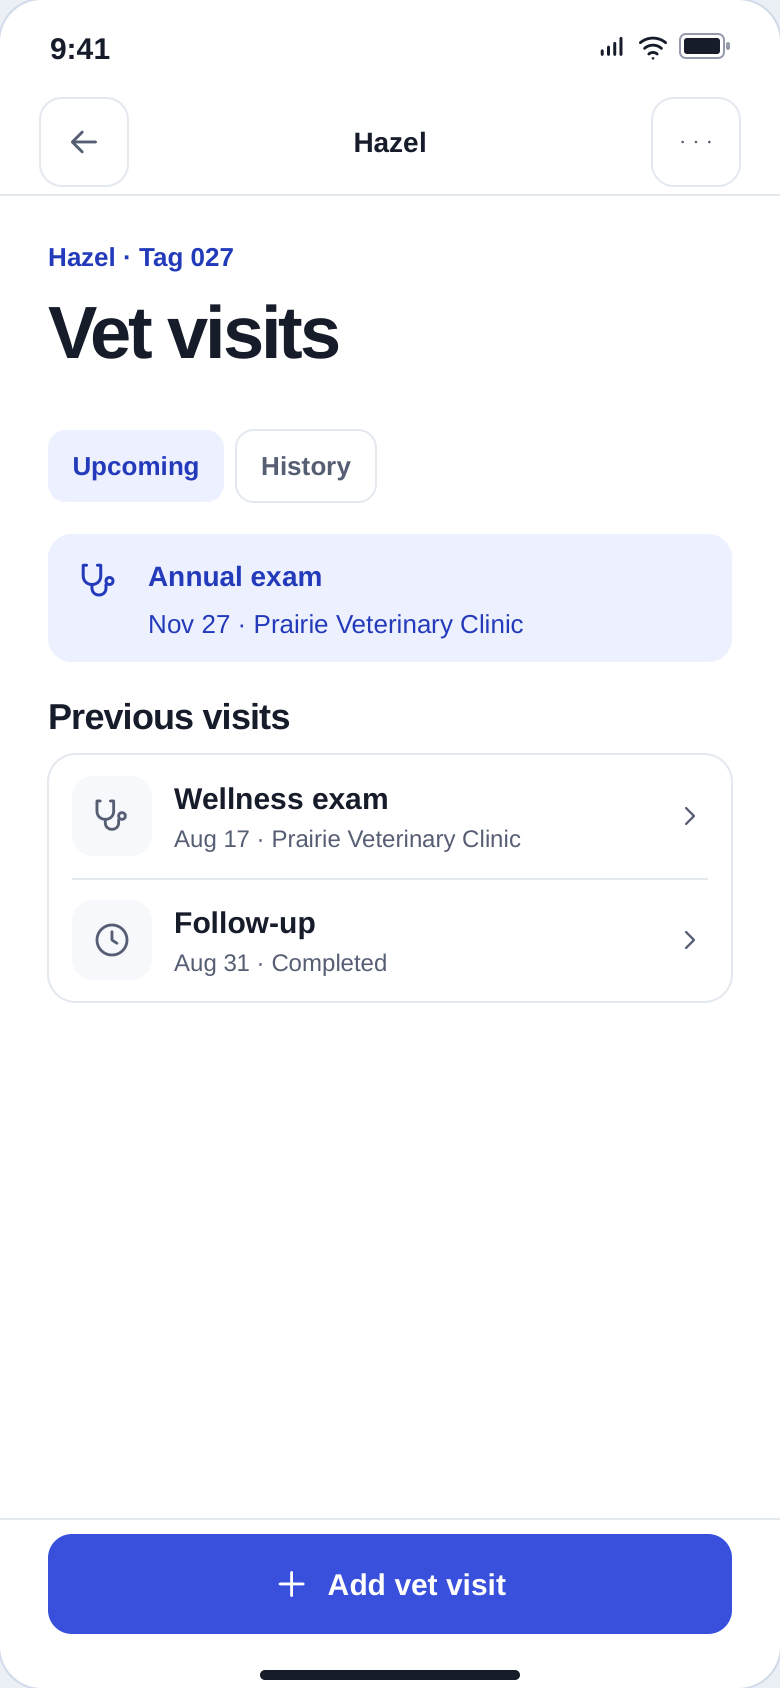 9:41
Hazel
Hazel · Tag 027
Vet visits
Upcoming
History
Annual exam
Nov 27 · Prairie Veterinary Clinic
Previous visits
Wellness exam
Aug 17 · Prairie Veterinary Clinic
Follow-up
Aug 31 · Completed
Add vet visit